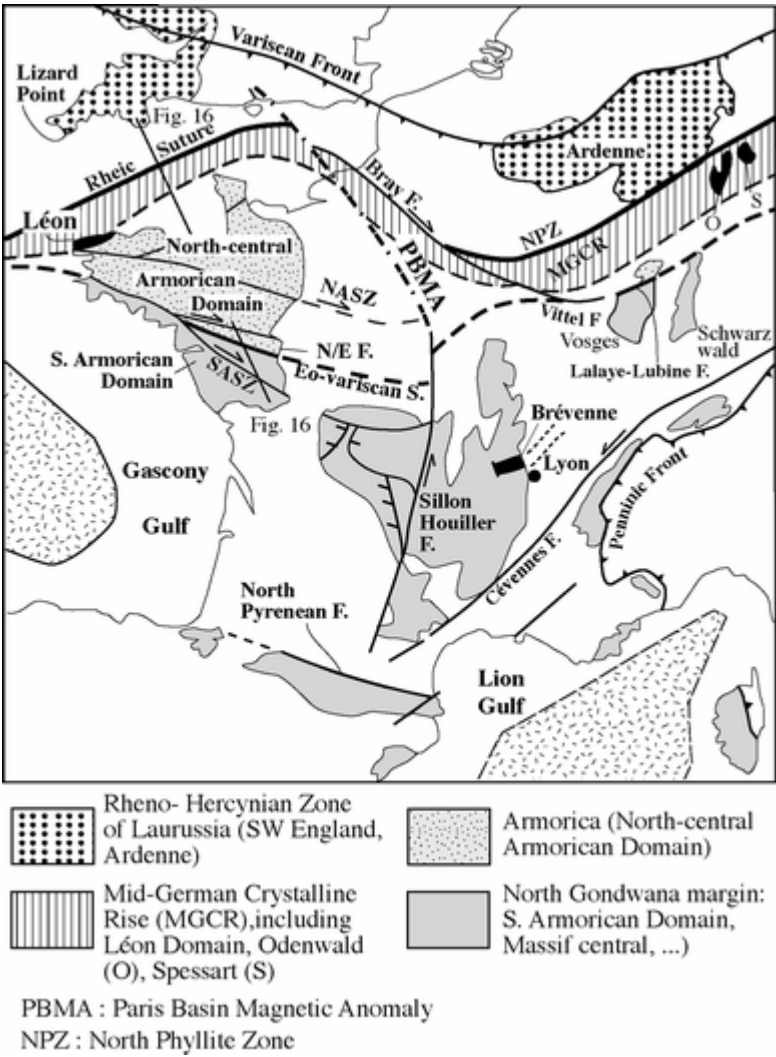 Lizard
Point
Variscan Front
Fig. 16
Rheic Suture
Ardenne
Bray F.
Léon
NPZ
MGCR
O
S
North-central
Armorican
Domain
PBMA
NASZ
Vittel F
Vosges
Schwarz
wald
N/E F.
Lalaye-Lubine F.
S. Armorican
Domain
SASZ
Eo-variscan S.
Fig. 16
Brévenne
Lyon
Gascony
Gulf
Sillon
Houiller
F.
Penninic Front
Cévennes F.
North
Pyrenean F.
Lion
Gulf
Rheno- Hercynian Zone
of Laurussia (SW England,
Ardenne)
Armorica (North-central
Armorican Domain)
Mid-German Crystalline
Rise (MGCR),including
Léon Domain, Odenwald
(O), Spessart (S)
North Gondwana margin:
S. Armorican Domain,
Massif central, ...)
PBMA : Paris Basin Magnetic Anomaly
NPZ : North Phyllite Zone